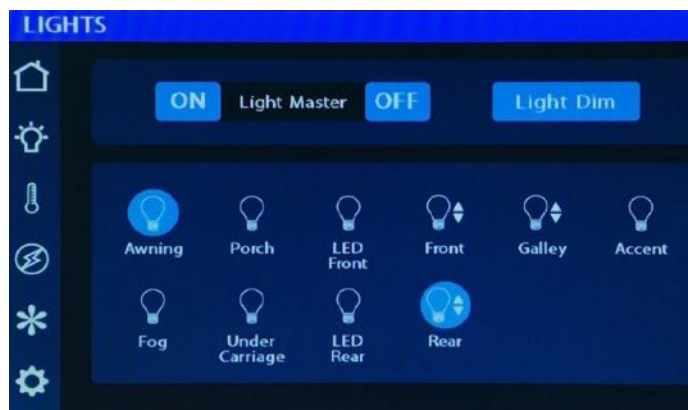 LIGHTS
ON Light Master OFF Light Dim
Awning Porch LED Front Front Galley Accent
Fog Under Carriage LED Rear Rear